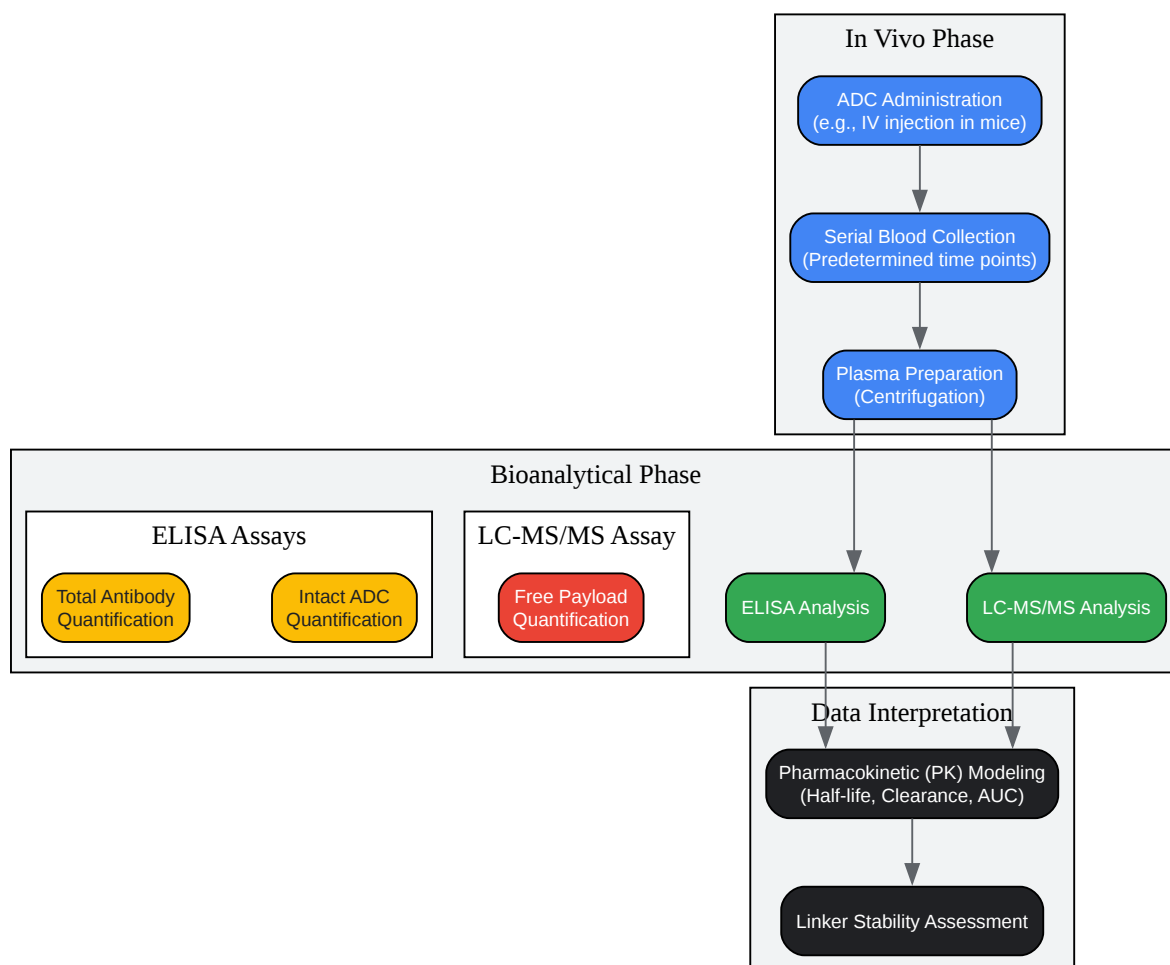 In Vivo Phase
ADC Administration
(e.g., IV injection in mice)
Serial Blood Collection
(Predetermined time points)
Plasma Preparation
(Centrifugation)
Bioanalytical Phase
ELISA Assays
Total Antibody
Quantification
Intact ADC
Quantification
LC-MS/MS Assay
Free Payload
Quantification
ELISA Analysis
LC-MS/MS Analysis
Data Interpretation
Pharmacokinetic (PK) Modeling
(Half-life, Clearance, AUC)
Linker Stability Assessment